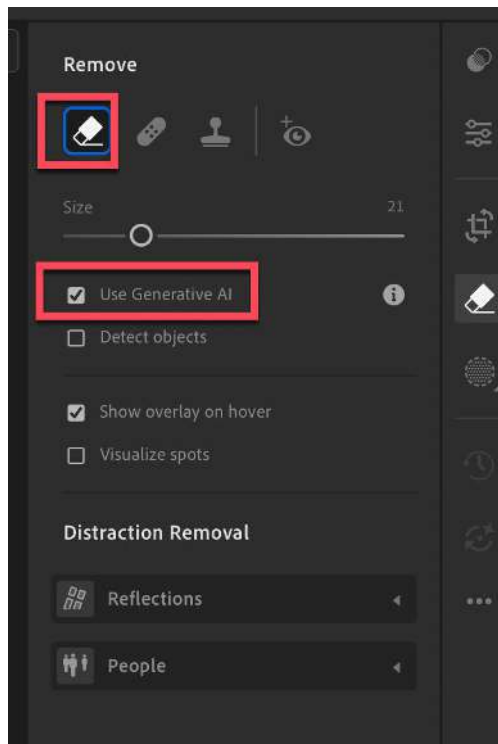 Remove
Size 21
Use Generative AI
Detect objects
Show overlay on hover
Visualize spots
Distraction Removal
Reflections
People